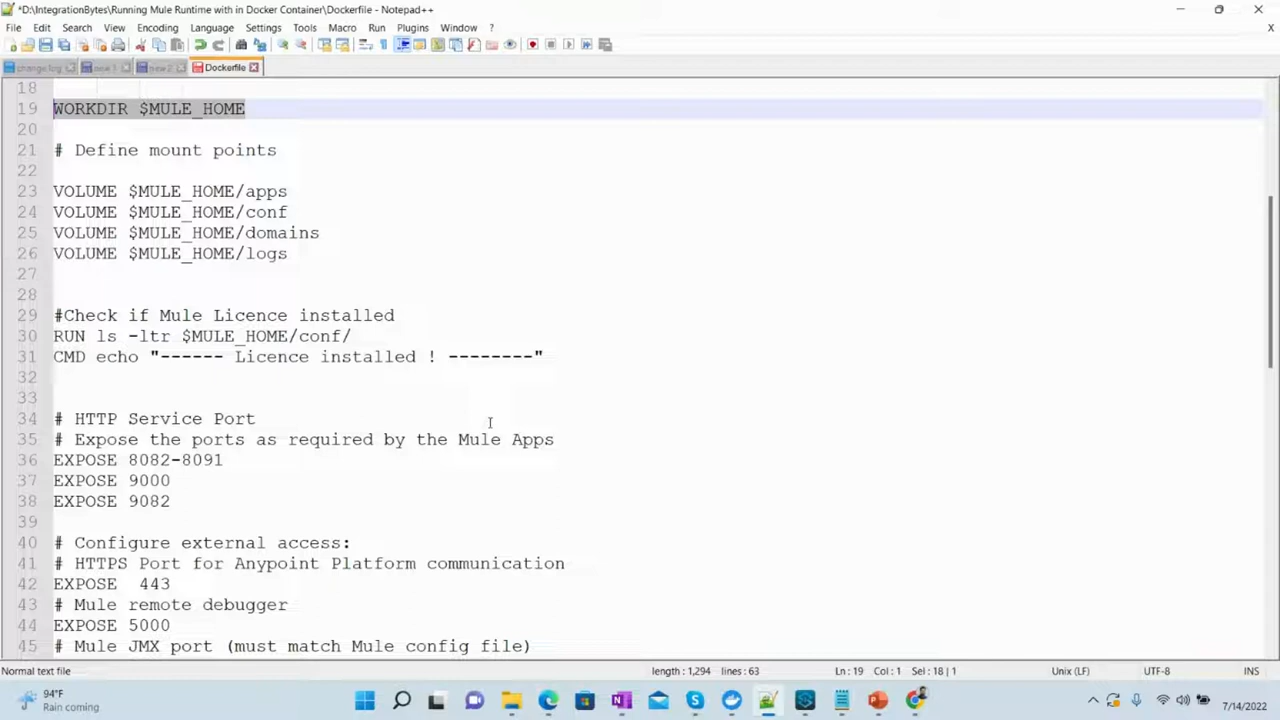 *D:\IntegrationBytes\Running Mule Runtime with in Docker Container\Dockerfile - Notepad++
File Edit Search View Encoding Language Settings Tools Macro Run Plugins Window ?
X
change.log new 1 new 2 Dockerfile
18
19 WORKDIR $MULE_HOME
20
21 # Define mount points
22
23 VOLUME $MULE_HOME/apps
24 VOLUME $MULE_HOME/conf
25 VOLUME $MULE_HOME/domains
26 VOLUME $MULE_HOME/logs
27
28
29 #Check if Mule Licence installed
30 RUN ls -ltr $MULE_HOME/conf/
31 CMD echo "------ Licence installed ! --------"
32
33
34 # HTTP Service Port
35 # Expose the ports as required by the Mule Apps
36 EXPOSE 8082-8091
37 EXPOSE 9000
38 EXPOSE 9082
39
40 # Configure external access:
41 # HTTPS Port for Anypoint Platform communication
42 EXPOSE  443
43 # Mule remote debugger
44 EXPOSE 5000
45 # Mule JMX port (must match Mule config file)
Normal text file length : 1,294 lines : 63 Ln : 19 Col : 1 Sel : 18 | 1 Unix (LF) UTF-8 INS
94°F
Rain coming
7/14/2022